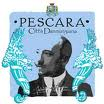 • PESCARA •
Città Dannunziana